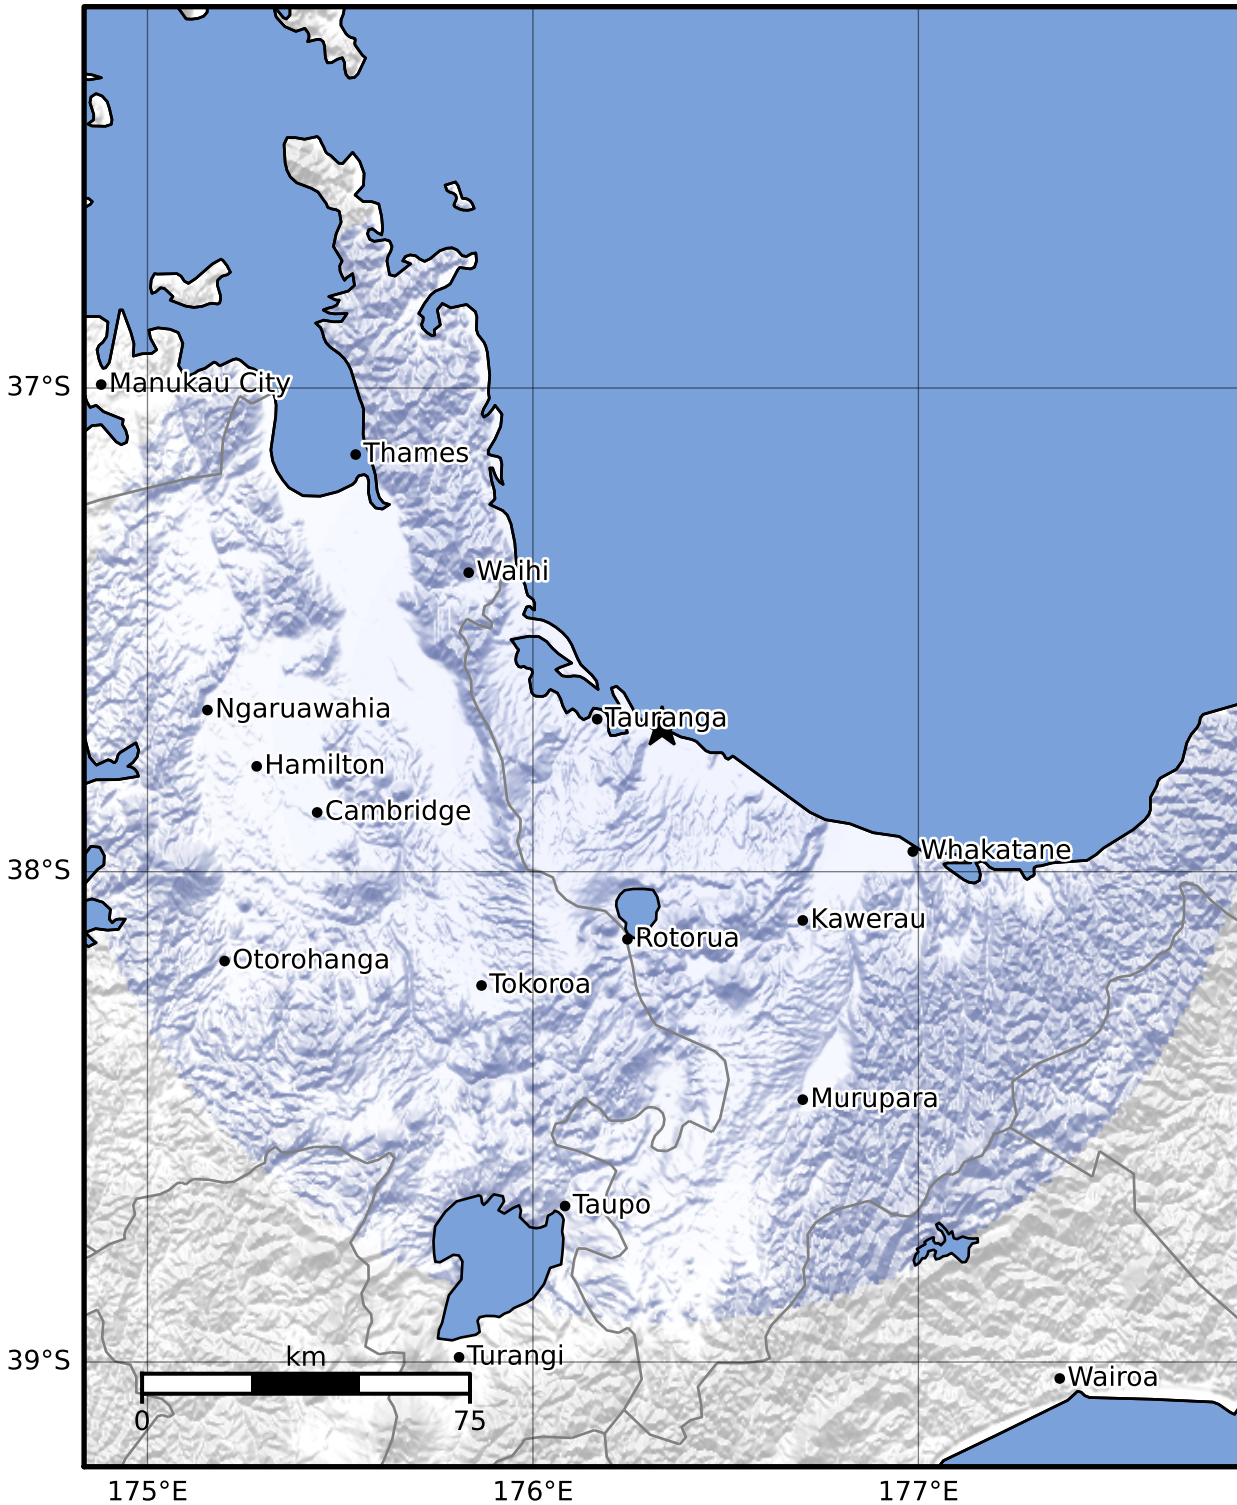 37°S
Manukau City
Thames
Waihi
Ngaruawahia
Tauranga
Hamilton
Cambridge
Whakatane
38°S
Kawerau
Rotorua
Otorohanga
Tokoroa
Murupara
Taupo
39°S
km
Turangi
Wairoa
0
75
175°E
176°E
177°E